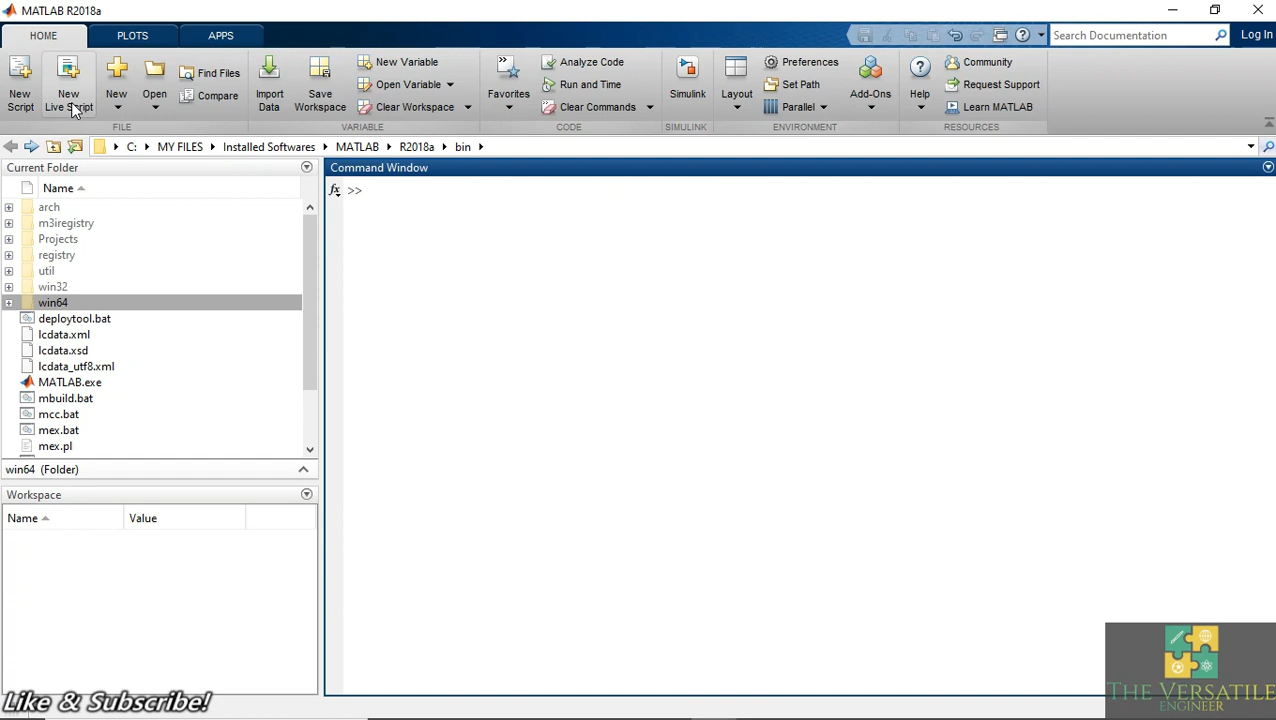 MATLAB R2018a
HOME PLOTS APPS Search Documentation Log In
New Script
New Live Script
New
Open
Find Files
Compare
Import Data
Save Workspace
New Variable
Open Variable
Clear Workspace
Favorites
Analyze Code
Run and Time
Clear Commands
Simulink
Layout
Preferences
Set Path
Parallel
Add-Ons
Help
Community
Request Support
Learn MATLAB
FILE VARIABLE CODE SIMULINK ENVIRONMENT RESOURCES
C: MY FILES Installed Softwares MATLAB R2018a bin
Current Folder
Name
arch
m3iregistry
Projects
registry
util
win32
win64
deploytool.bat
lcdata.xml
lcdata.xsd
lcdata_utf8.xml
MATLAB.exe
mbuild.bat
mcc.bat
mex.bat
mex.pl
win64 (Folder)
Workspace
Name Value
Command Window
fx >>
Like & Subscribe!
THE VERSATILE
ENGINEER